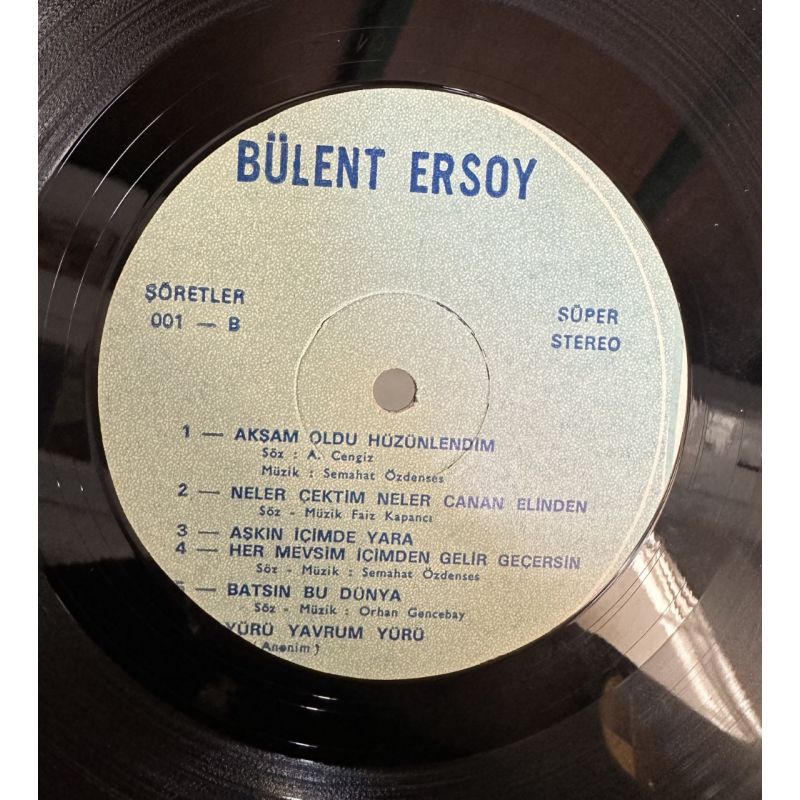 BÜLENT ERSOY
ŞÖRETLER
001 — B
SÜPER
STEREO
1 — AKŞAM OLDU HÜZÜNLENDİM
Söz : A. Cengiz
Müzik : Semahat Özdenses
2 — NELER ÇEKTİM NELER CANAN ELİNDEN
Söz - Müzik Faiz Kapancı
3 — AŞKIN İÇİMDE YARA
4 — HER MEVSİM İÇİMDEN GELİR GEÇERSİN
Söz - Müzik : Semahat Özdenses
— BATSIN BU DÜNYA
Söz - Müzik : Orhan Gencebay
YÜRÜ YAVRUM YÜRÜ
(Anonim)